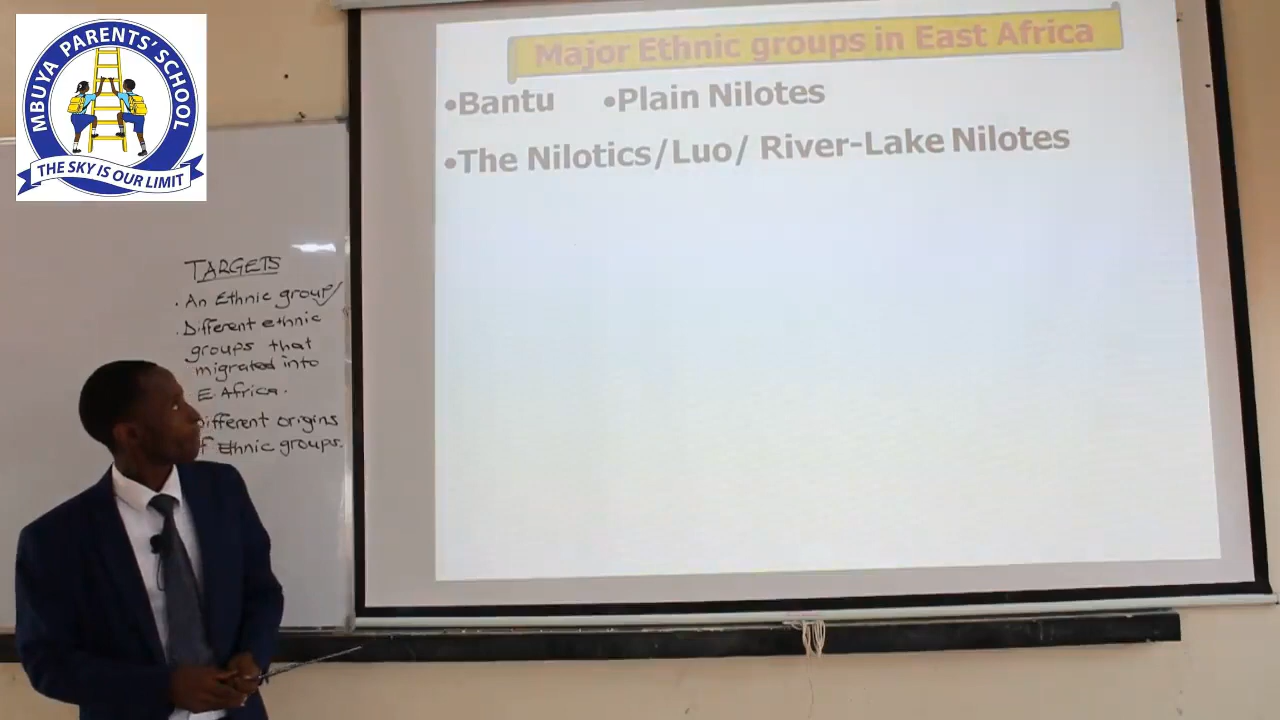 MBUYA PARENTS' SCHOOL
THE SKY IS OUR LIMIT
Major Ethnic groups in East Africa
•Bantu •Plain Nilotes
•The Nilotics/Luo/ River-Lake Nilotes
TARGETS
. An Ethnic group/
. Different ethnic
groups that
migrated into
E. Africa.
ifferent origins
f Ethnic groups.